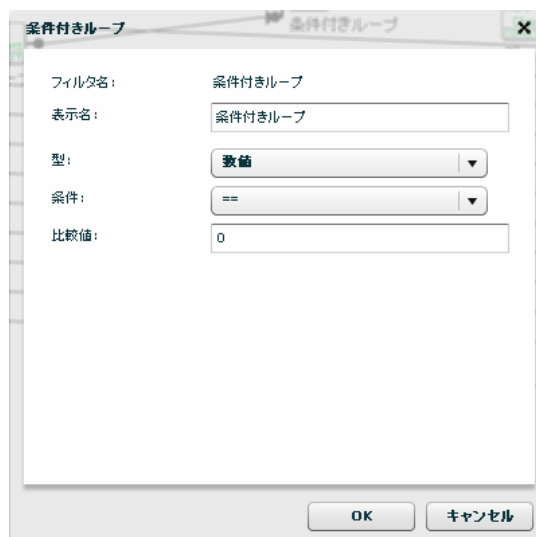 条件付きループ
条件付きループ
フィルタ名: 条件付きループ
表示名: 条件付きループ
型: 数値
条件: ==
比較値: 0
OK キャンセル